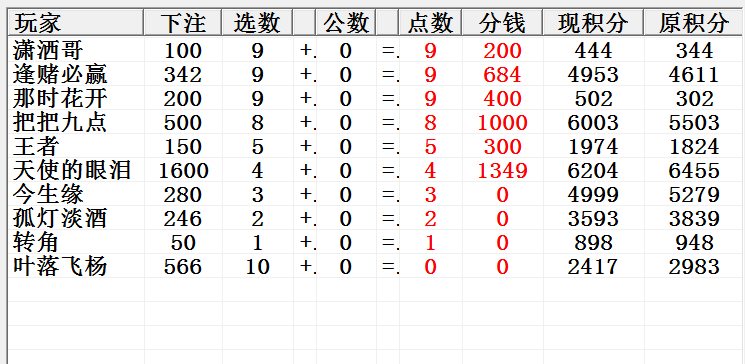 玩家 下注 选数 公数 点数 分钱 现积分 原积分
潇洒哥 100 9 +. 0 =. 9 200 444 344
逢赌必赢 342 9 +. 0 =. 9 684 4953 4611
那时花开 200 9 +. 0 =. 9 400 502 302
把把九点 500 8 +. 0 =. 8 1000 6003 5503
王者 150 5 +. 0 =. 5 300 1974 1824
天使的眼泪 1600 4 +. 0 =. 4 1349 6204 6455
今生缘 280 3 +. 0 =. 3 0 4999 5279
孤灯淡酒 246 2 +. 0 =. 2 0 3593 3839
转角 50 1 +. 0 =. 1 0 898 948
叶落飞杨 566 10 +. 0 =. 0 0 2417 2983